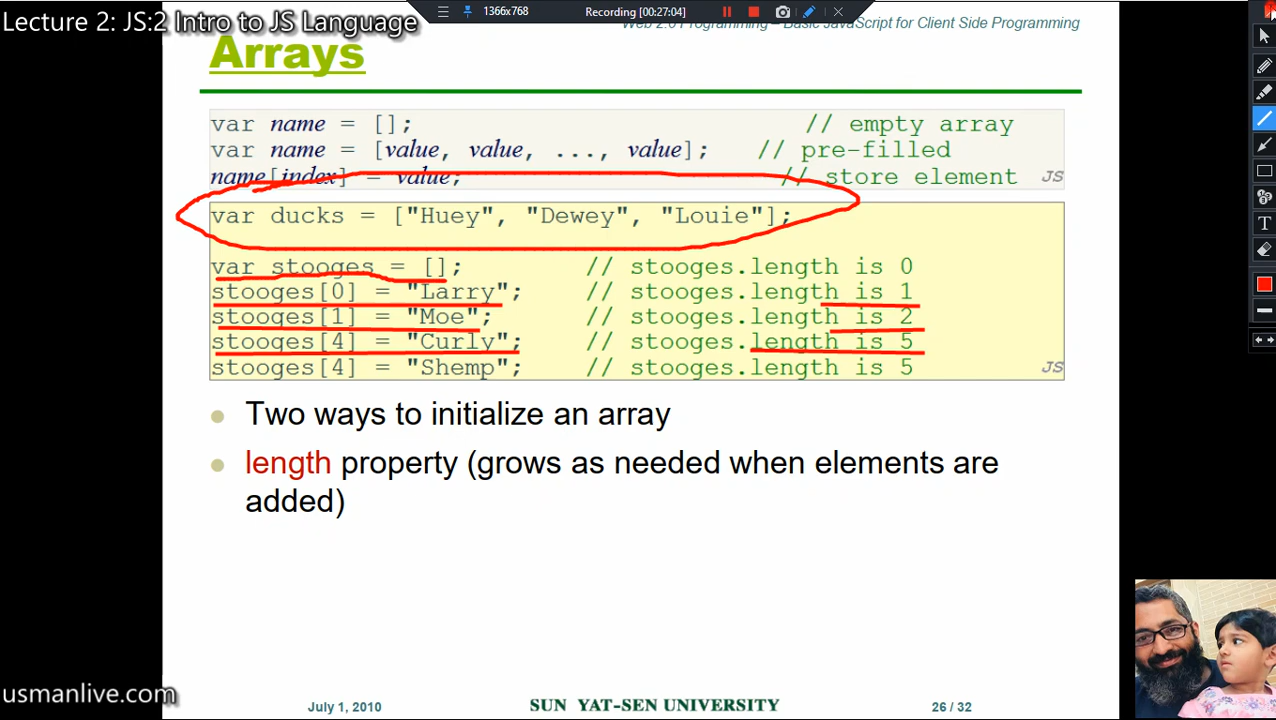 Lecture 2: JS:2 Intro to JS Language
1366x768
Recording [00:27:04]
Web 2.0 Programming – Basic JavaScript for Client Side Programming
Arrays
var name = []; // empty array
var name = [value, value, ..., value]; // pre-filled
name[index] = value; // store element
JS
var ducks = ["Huey", "Dewey", "Louie"];
var stooges = []; // stooges.length is 0
stooges[0] = "Larry"; // stooges.length is 1
stooges[1] = "Moe"; // stooges.length is 2
stooges[4] = "Curly"; // stooges.length is 5
stooges[4] = "Shemp"; // stooges.length is 5
JS
Two ways to initialize an array
length property (grows as needed when elements are
added)
usmanlive.com
July 1, 2010
SUN YAT-SEN UNIVERSITY
26 / 32
T